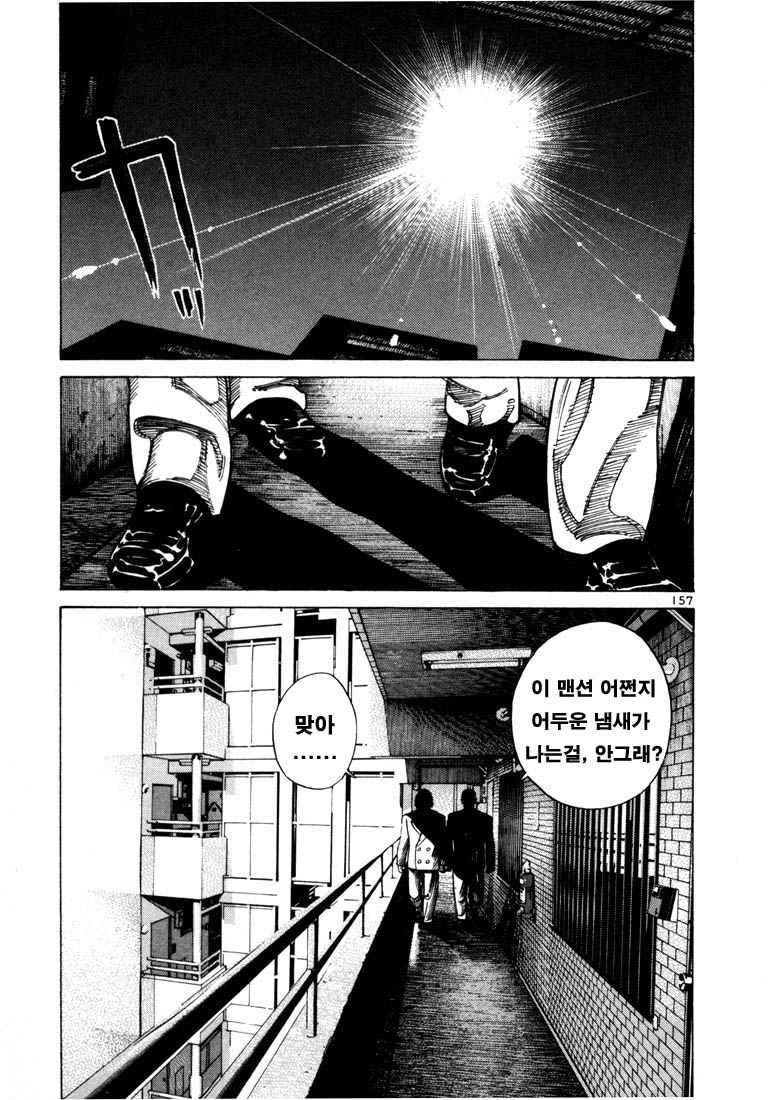 カッ
157
이 맨션 어쩐지
어두운 냄새가
나는걸, 안그래?
맞아
......